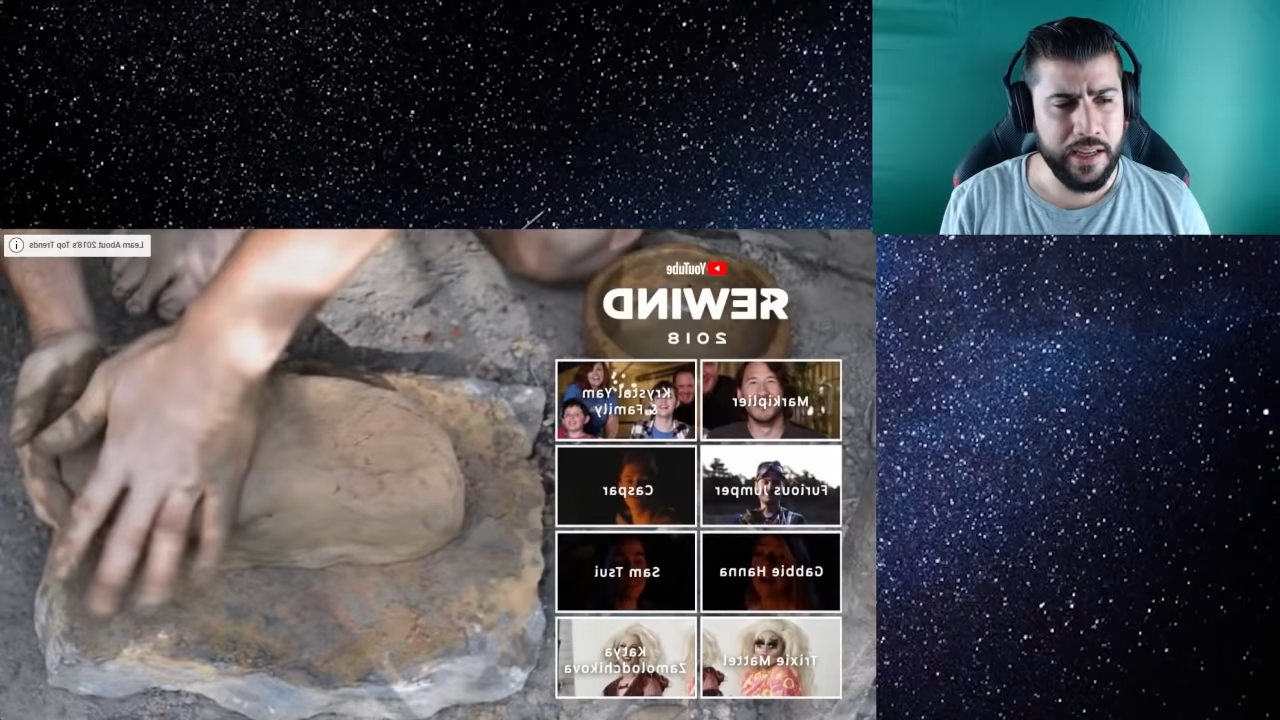 Learn About 2018's Top Trends
YouTube
REWIND
2018
Krystal Yam
& Family
Markiplier
Caspar
Furious Jumper
Sam Tsui
Gabbie Hanna
Katya
Zamolodchikova
Trixie Mattel